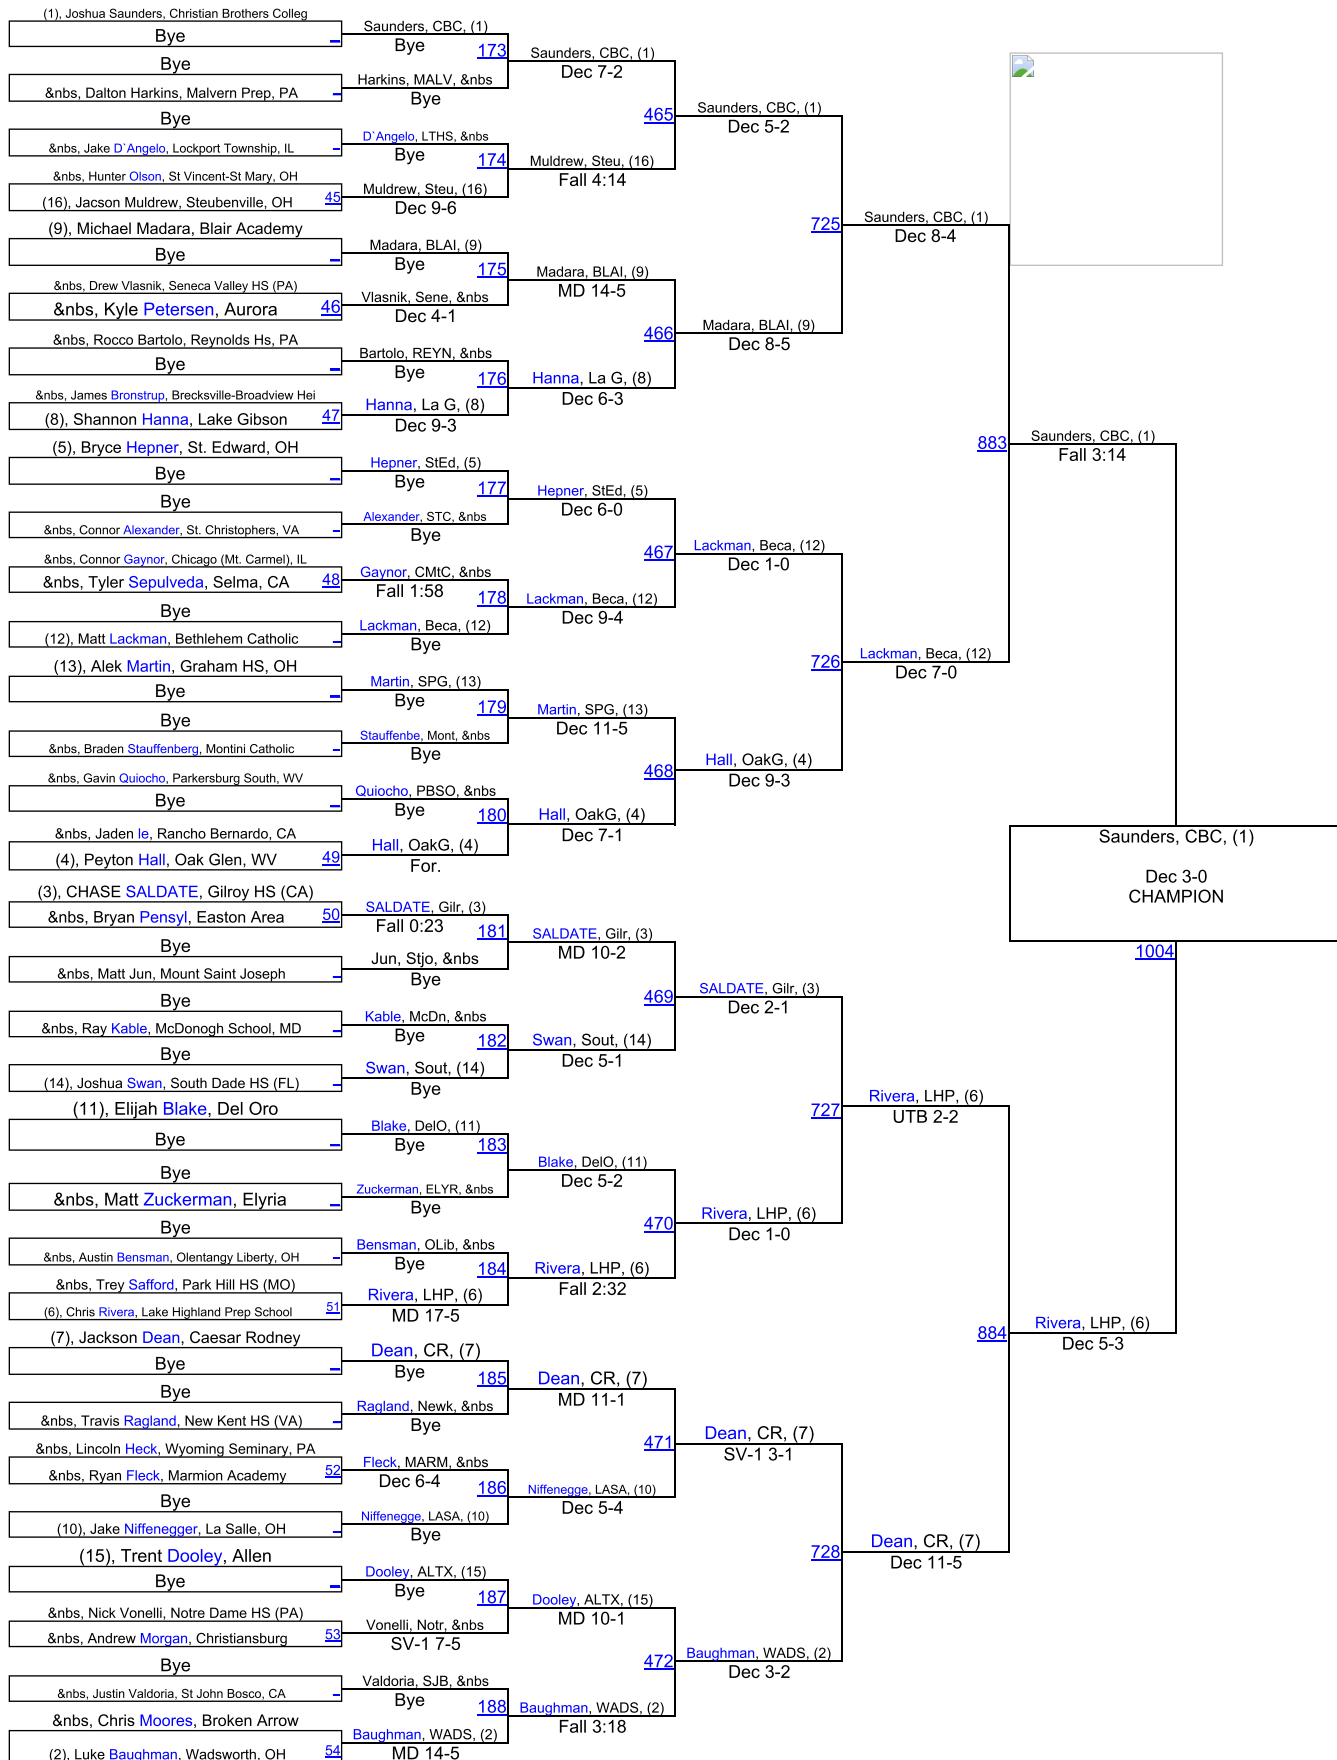 (1), Joshua Saunders, Christian Brothers Colleg
Bye
Bye
&nbs, Dalton Harkins, Malvern Prep, PA
Bye
&nbs, Jake D`Angelo, Lockport Township, IL
&nbs, Hunter Olson, St Vincent-St Mary, OH
(16), Jacson Muldrew, Steubenville, OH 45
(9), Michael Madara, Blair Academy
Bye
&nbs, Drew Vlasnik, Seneca Valley HS (PA)
&nbs, Kyle Petersen, Aurora 46
&nbs, Rocco Bartolo, Reynolds Hs, PA
Bye
&nbs, James Bronstrup, Brecksville-Broadview Hei
(8), Shannon Hanna, Lake Gibson 47
(5), Bryce Hepner, St. Edward, OH
Bye
Bye
&nbs, Connor Alexander, St. Christophers, VA
&nbs, Connor Gaynor, Chicago (Mt. Carmel), IL
&nbs, Tyler Sepulveda, Selma, CA 48
Bye
(12), Matt Lackman, Bethlehem Catholic
(13), Alek Martin, Graham HS, OH
Bye
Bye
&nbs, Braden Stauffenberg, Montini Catholic
&nbs, Gavin Quiocho, Parkersburg South, WV
Bye
&nbs, Jaden le, Rancho Bernardo, CA
(4), Peyton Hall, Oak Glen, WV 49
(3), CHASE SALDATE, Gilroy HS (CA)
&nbs, Bryan Pensyl, Easton Area 50
Bye
&nbs, Matt Jun, Mount Saint Joseph
Bye
&nbs, Ray Kable, McDonogh School, MD
Bye
(14), Joshua Swan, South Dade HS (FL)
(11), Elijah Blake, Del Oro
Bye
Bye
&nbs, Matt Zuckerman, Elyria
Bye
&nbs, Austin Bensman, Olentangy Liberty, OH
&nbs, Trey Safford, Park Hill HS (MO)
(6), Chris Rivera, Lake Highland Prep School 51
(7), Jackson Dean, Caesar Rodney
Bye
Bye
&nbs, Travis Ragland, New Kent HS (VA)
&nbs, Lincoln Heck, Wyoming Seminary, PA
&nbs, Ryan Fleck, Marmion Academy 52
Bye
(10), Jake Niffenegger, La Salle, OH
(15), Trent Dooley, Allen
Bye
&nbs, Nick Vonelli, Notre Dame HS (PA)
&nbs, Andrew Morgan, Christiansburg 53
Bye
&nbs, Justin Valdoria, St John Bosco, CA
&nbs, Chris Moores, Broken Arrow
(2), Luke Baughman, Wadsworth, OH 54
Saunders, CBC, (1)
Bye
173
Harkins, MALV, &nbs
Bye
D`Angelo, LTHS, &nbs
Bye
174
Muldrew, Steu, (16)
Dec 9-6
Madara, BLAI, (9)
Bye
175
Vlasnik, Sene, &nbs
Dec 4-1
Bartolo, REYN, &nbs
Bye
176
Hanna, La G, (8)
Dec 9-3
Hepner, StEd, (5)
Bye
177
Alexander, STC, &nbs
Bye
Gaynor, CMtC, &nbs
Fall 1:58
178
Lackman, Beca, (12)
Bye
Martin, SPG, (13)
Bye
179
Stauffenbe, Mont, &nbs
Bye
Quiocho, PBSO, &nbs
Bye
180
Hall, OakG, (4)
For.
SALDATE, Gilr, (3)
Fall 0:23
181
Jun, Stjo, &nbs
Bye
Kable, McDn, &nbs
Bye
182
Swan, Sout, (14)
Bye
Blake, DelO, (11)
Bye
183
Zuckerman, ELYR, &nbs
Bye
Bensman, OLib, &nbs
Bye
184
Rivera, LHP, (6)
MD 17-5
Dean, CR, (7)
Bye
185
Ragland, Newk, &nbs
Bye
Fleck, MARM, &nbs
Dec 6-4
186
Niffenegge, LASA, (10)
Bye
Dooley, ALTX, (15)
Bye
187
Vonelli, Notr, &nbs
SV-1 7-5
Valdoria, SJB, &nbs
Bye
188
Baughman, WADS, (2)
MD 14-5
Saunders, CBC, (1)
Dec 7-2
465
Muldrew, Steu, (16)
Fall 4:14
Madara, BLAI, (9)
MD 14-5
466
Hanna, La G, (8)
Dec 6-3
Hepner, StEd, (5)
Dec 6-0
467
Lackman, Beca, (12)
Dec 9-4
Martin, SPG, (13)
Dec 11-5
468
Hall, OakG, (4)
Dec 7-1
SALDATE, Gilr, (3)
MD 10-2
469
Swan, Sout, (14)
Dec 5-1
Blake, DelO, (11)
Dec 5-2
470
Rivera, LHP, (6)
Fall 2:32
Dean, CR, (7)
MD 11-1
471
Niffenegge, LASA, (10)
Dec 5-4
Dooley, ALTX, (15)
MD 10-1
472
Baughman, WADS, (2)
Fall 3:18
Saunders, CBC, (1)
Dec 5-2
725
Madara, BLAI, (9)
Dec 8-5
Lackman, Beca, (12)
Dec 1-0
726
Hall, OakG, (4)
Dec 9-3
SALDATE, Gilr, (3)
Dec 2-1
727
Rivera, LHP, (6)
Dec 1-0
Dean, CR, (7)
SV-1 3-1
728
Baughman, WADS, (2)
Dec 3-2
Saunders, CBC, (1)
Dec 8-4
883
Lackman, Beca, (12)
Dec 7-0
Rivera, LHP, (6)
UTB 2-2
884
Dean, CR, (7)
Dec 11-5
Saunders, CBC, (1)
Fall 3:14
Saunders, CBC, (1)
Dec 3-0
CHAMPION
1004
Rivera, LHP, (6)
Dec 5-3